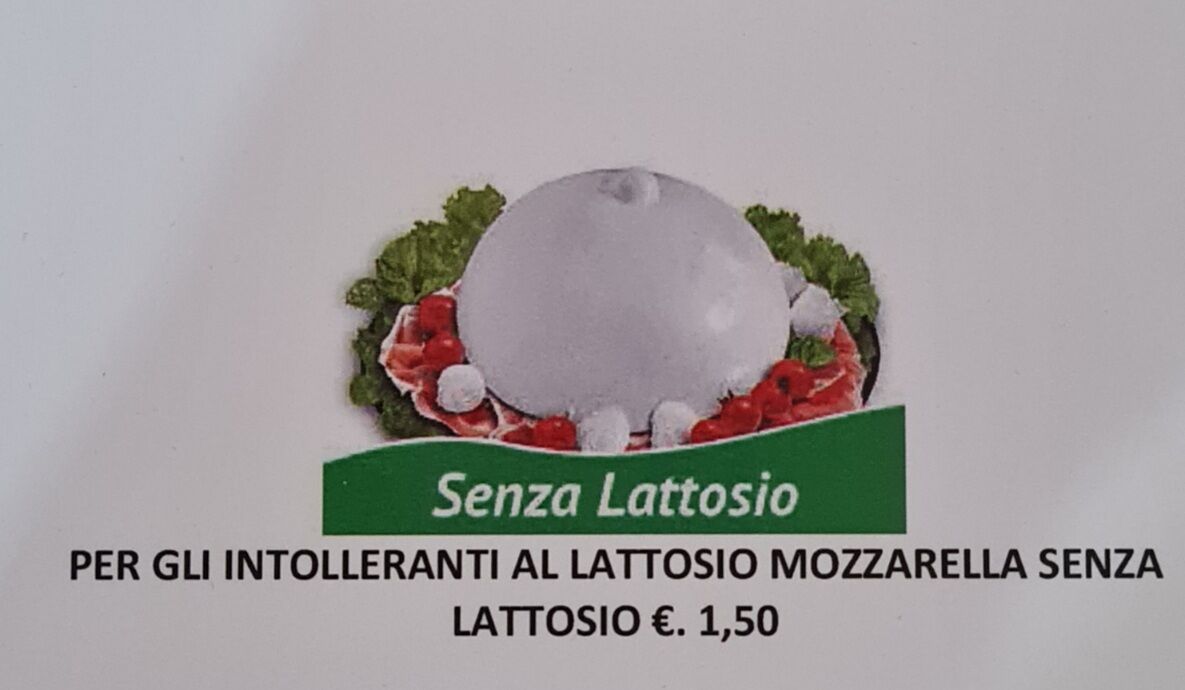 Senza Lattosio
PER GLI INTOLLERANTI AL LATTOSIO MOZZARELLA SENZA
LATTOSIO €. 1,50